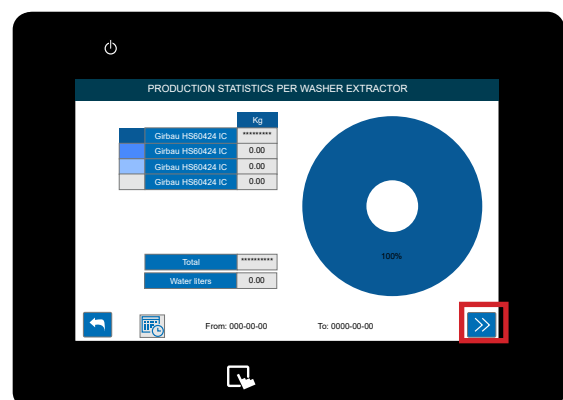 PRODUCTION STATISTICS PER WASHER EXTRACTOR
Kg
Girbau HS60424 IC *********
Girbau HS60424 IC 0.00
Girbau HS60424 IC 0.00
Girbau HS60424 IC 0.00
100%
Total **********
Water liters 0.00
From: 000-00-00 To: 0000-00-00